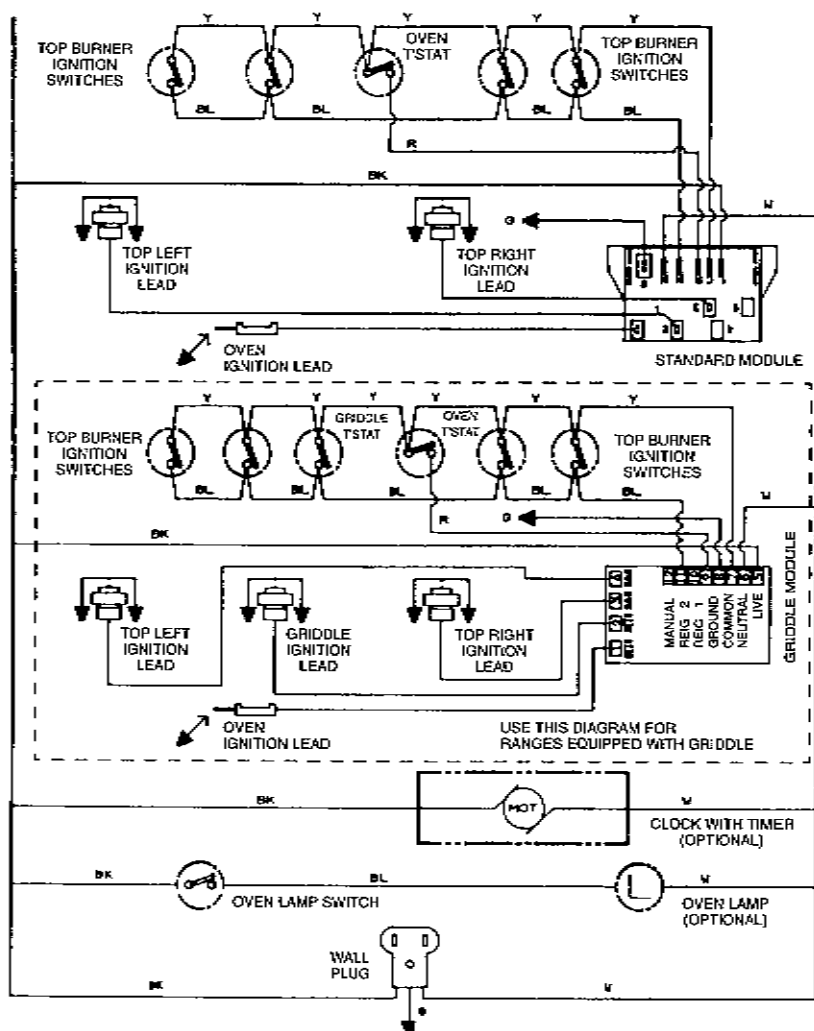 Y Y Y Y
TOP BURNER
IGNITION
SWITCHES
OVEN
T'STAT
TOP BURNER
IGNITION
SWITCHES
BL BL BL BL
R
BK
W
G
TOP LEFT
IGNITION
LEAD
TOP RIGHT
IGNITION
LEAD
OVEN
IGNITION LEAD
STANDARD MODULE
Y Y Y Y Y Y
TOP BURNER
IGNITION
SWITCHES
GRIDDLE
T'STAT
OVEN
T'STAT
TOP BURNER
IGNITION
SWITCHES
BL BL BL BL BL
R
G
W
BK
MANUAL
REIG 2
REIG 1
GROUND
COMMON
NEUTRAL
LIVE
GRIDDLE MODULE
TOP LEFT
IGNITION
LEAD
GRIDDLE
IGNITION
LEAD
TOP RIGHT
IGNITION
LEAD
OVEN
IGNITION LEAD
USE THIS DIAGRAM FOR
RANGES EQUIPPED WITH GRIDDLE
BK
MOT
W
CLOCK WITH TIMER
(OPTIONAL)
BK
BL
W
OVEN LAMP SWITCH
OVEN LAMP
(OPTIONAL)
WALL
PLUG
BK
W